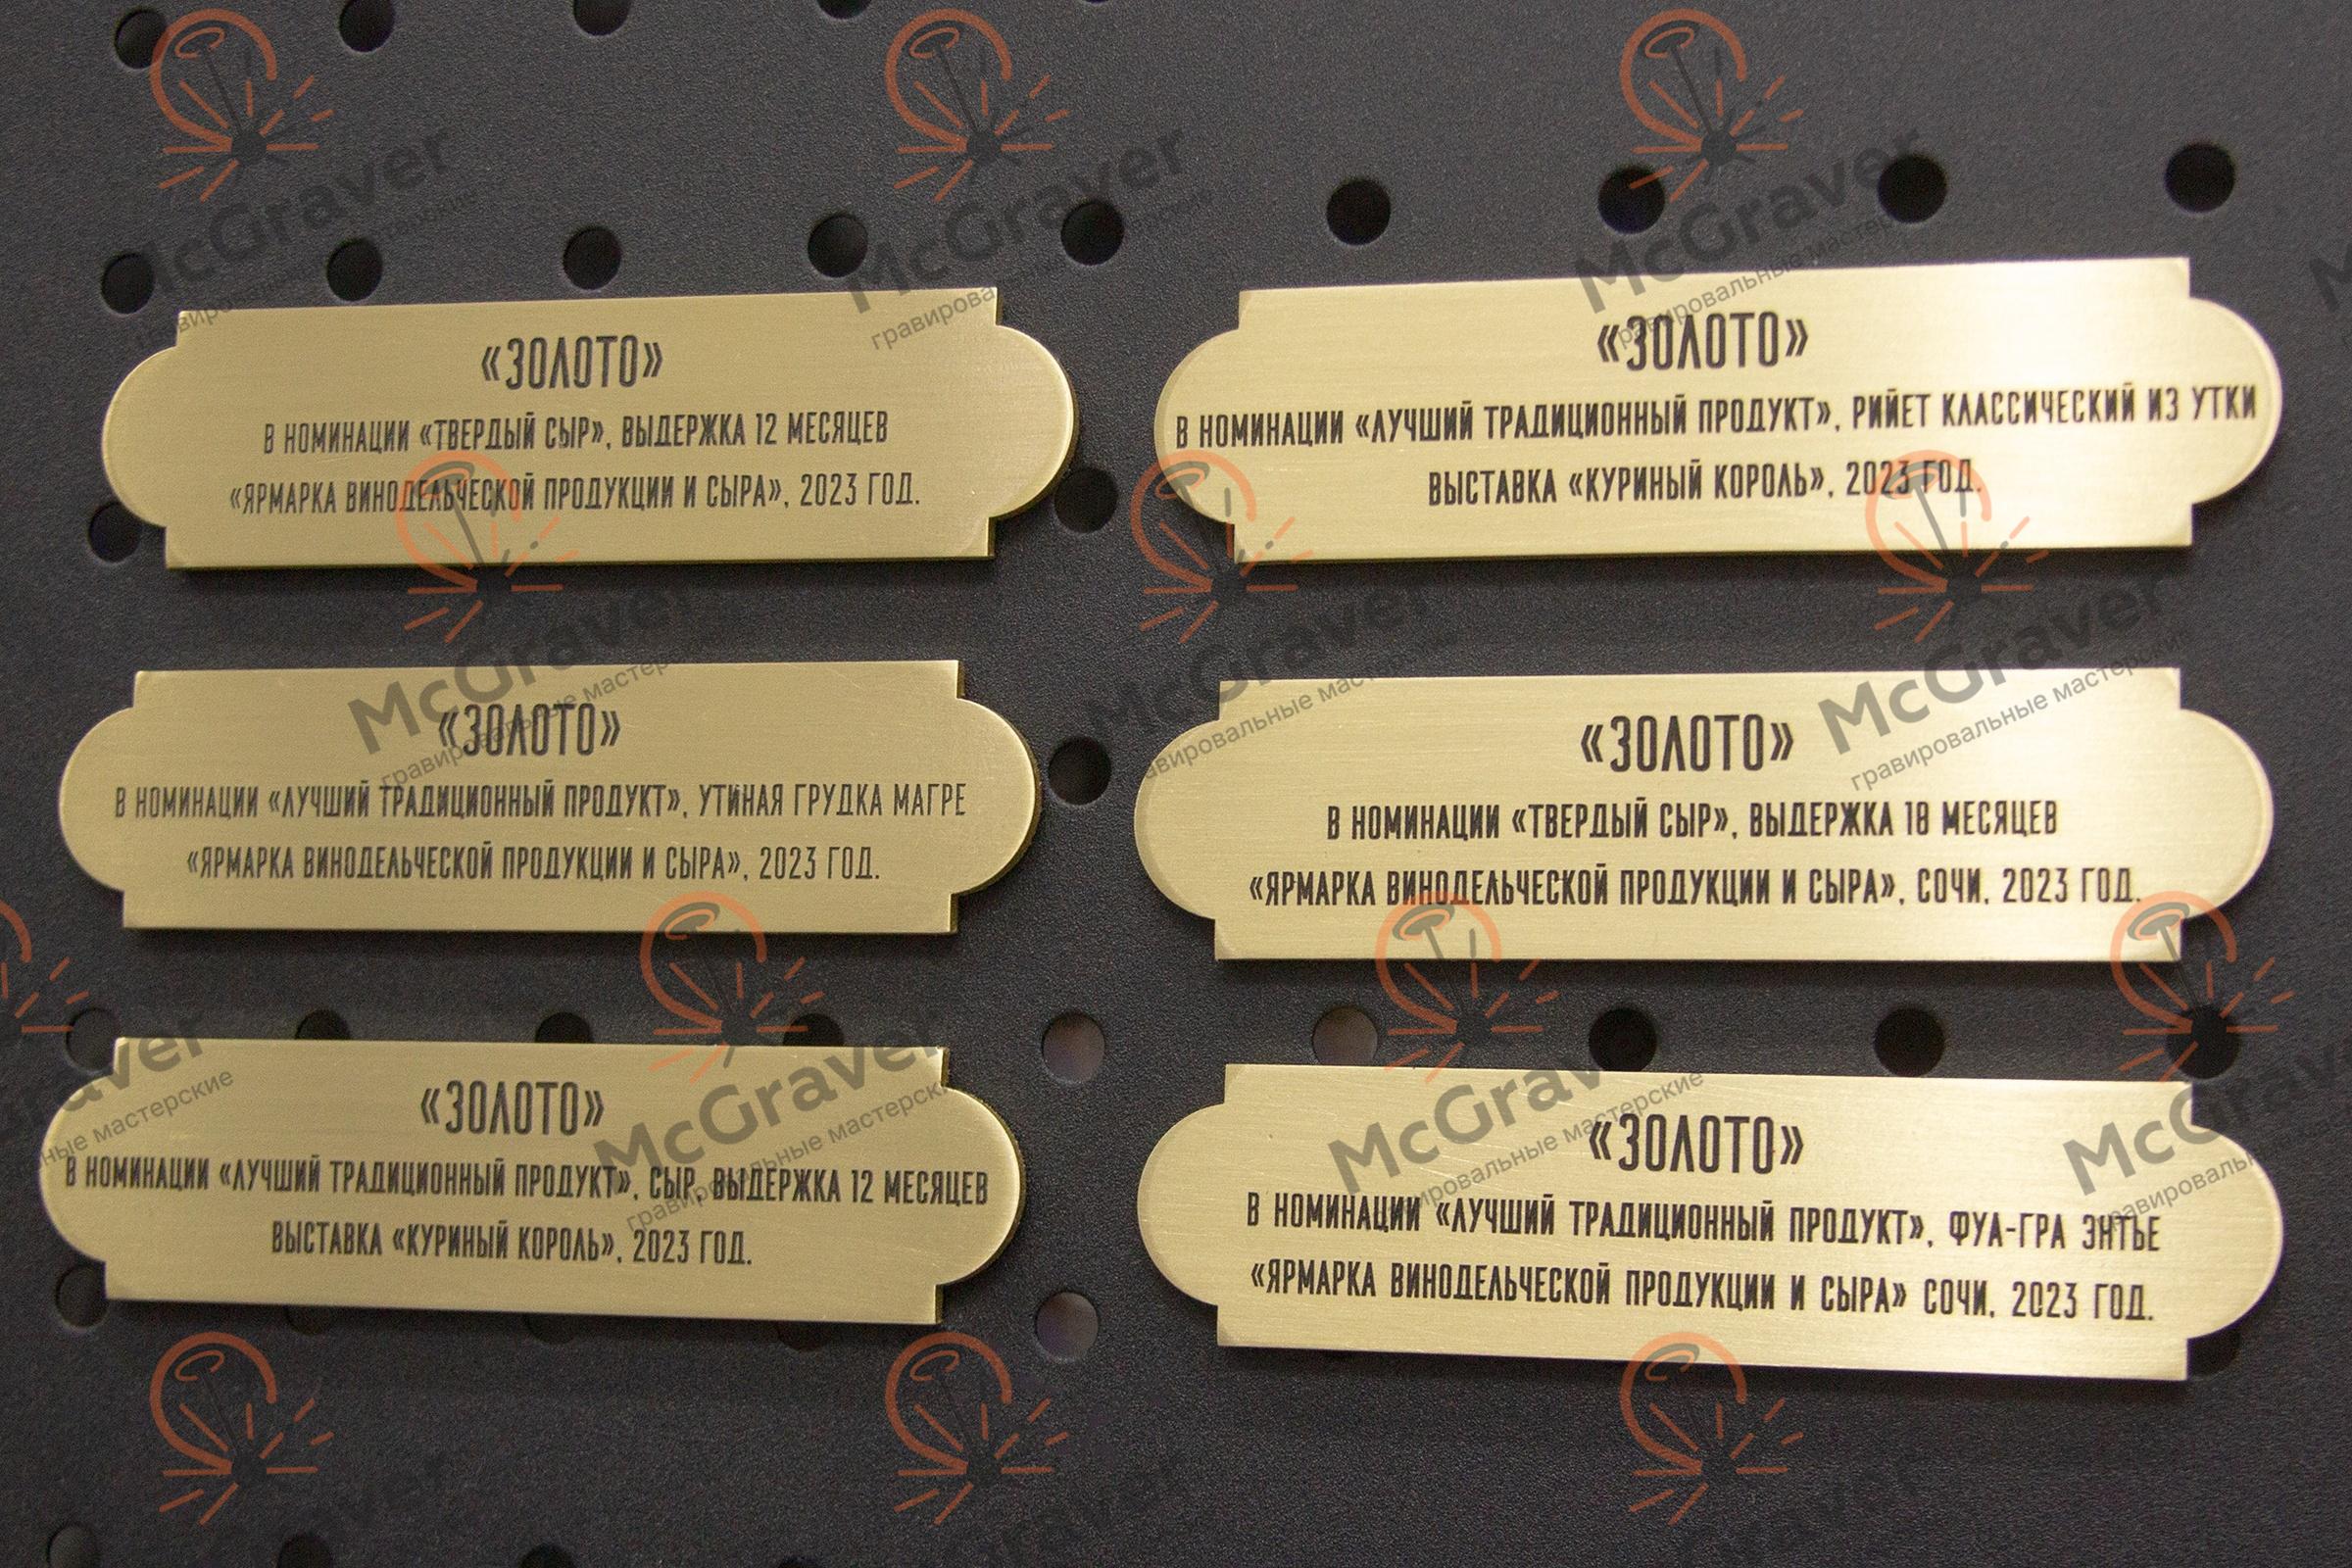 «ЗОЛОТО»
В НОМИНАЦИИ «ТВЕРДЫЙ СЫР», ВЫДЕРЖКА 12 МЕСЯЦЕВ
«ЯРМАРКА ВИНОДЕЛЬЧЕСКОЙ ПРОДУКЦИИ И СЫРА», 2023 ГОД.
«ЗОЛОТО»
В НОМИНАЦИИ «ЛУЧШИЙ ТРАДИЦИОННЫЙ ПРОДУКТ», РИЙЕТ КЛАССИЧЕСКИЙ ИЗ УТКИ
ВЫСТАВКА «КУРИНЫЙ КОРОЛЬ», 2023 ГОД.
«ЗОЛОТО»
В НОМИНАЦИИ «ЛУЧШИЙ ТРАДИЦИОННЫЙ ПРОДУКТ», УТИНАЯ ГРУДКА МАГРЕ
«ЯРМАРКА ВИНОДЕЛЬЧЕСКОЙ ПРОДУКЦИИ И СЫРА», 2023 ГОД.
«ЗОЛОТО»
В НОМИНАЦИИ «ТВЕРДЫЙ СЫР», ВЫДЕРЖКА 18 МЕСЯЦЕВ
«ЯРМАРКА ВИНОДЕЛЬЧЕСКОЙ ПРОДУКЦИИ И СЫРА», СОЧИ, 2023 ГОД.
«ЗОЛОТО»
В НОМИНАЦИИ «ЛУЧШИЙ ТРАДИЦИОННЫЙ ПРОДУКТ», СЫР, ВЫДЕРЖКА 12 МЕСЯЦЕВ
ВЫСТАВКА «КУРИНЫЙ КОРОЛЬ», 2023 ГОД.
«ЗОЛОТО»
В НОМИНАЦИИ «ЛУЧШИЙ ТРАДИЦИОННЫЙ ПРОДУКТ», ФУА-ГРА ЭНТЬЕ
«ЯРМАРКА ВИНОДЕЛЬЧЕСКОЙ ПРОДУКЦИИ И СЫРА» СОЧИ, 2023 ГОД.
McGraver
гравировальные мастерские